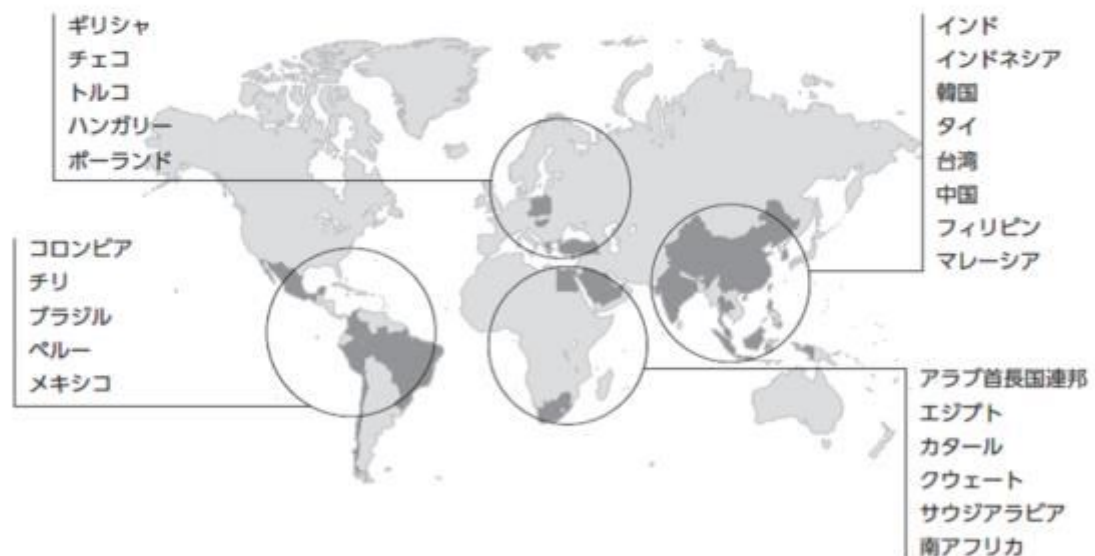 ギリシャ
チェコ
トルコ
ハンガリー
ポーランド
コロンビア
チリ
ブラジル
ペルー
メキシコ
インド
インドネシア
韓国
タイ
台湾
中国
フィリピン
マレーシア
アラブ首長国連邦
エジプト
カタール
クウェート
サウジアラビア
南アフリカ